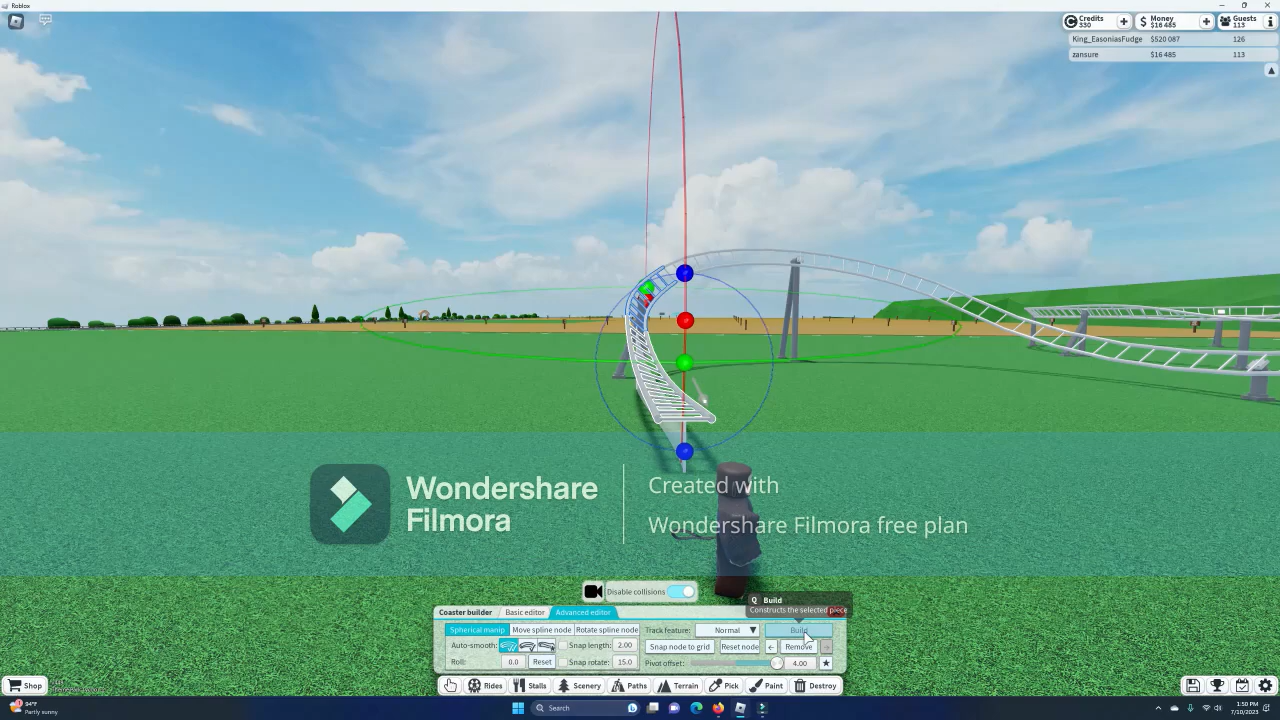 Roblox
Credits
330
Money
$16 485
Guests
113
King_EasoniasFudge $520 087 126
zansure $16 485 113
Wondershare
Filmora
Created with
Wondershare Filmora free plan
Disable collisions
Q Build
Constructs the selected piece
Coaster builder Basic editor Advanced editor
Spherical manip Move spline node Rotate spline node Track feature: Normal Build
Auto-smooth: Snap length: 2.00 Snap node to grid Reset node Remove
Roll: 0.0 Reset Snap rotate: 15.0 Pivot offset: 4.00
Shop Rides Stalls Scenery Paths Terrain Pick Paint Destroy
94°F
Partly sunny
Search
1:50 PM
7/10/2023